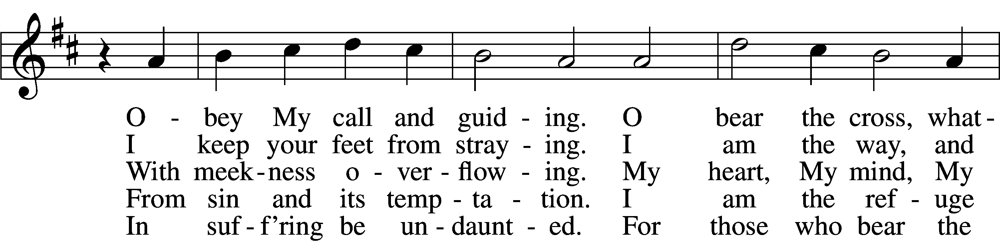 O - bey My call and guid - ing. O bear the cross, what -
I keep your feet from stray - ing. I am the way, and
With meek - ness o - ver - flow - ing. My heart, My mind, My
From sin and its temp - ta - tion. I am the ref - uge
In suf - f’ring be un - daunt - ed. For those who bear the